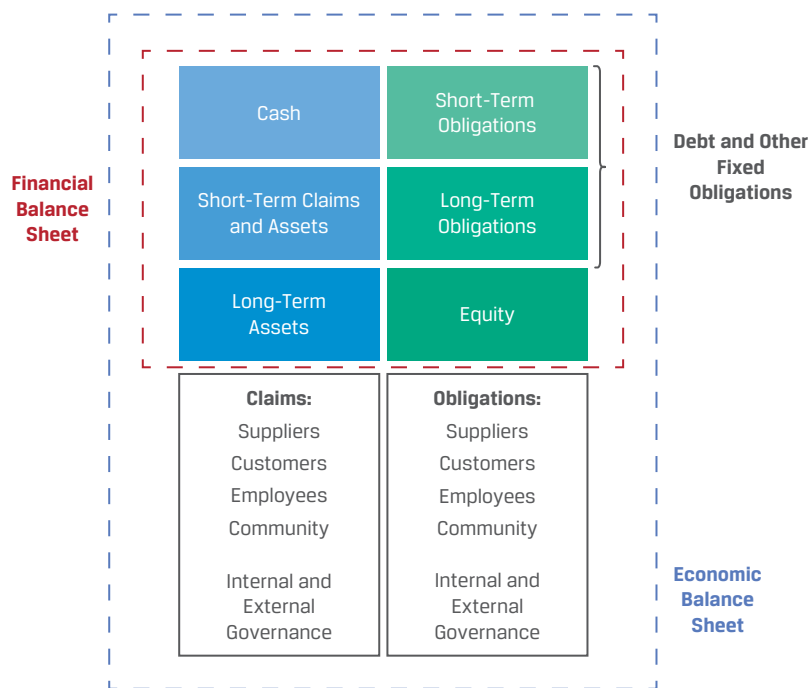 Cash
Short-Term
Obligations
Debt and Other
Fixed
Obligations
Financial
Balance
Sheet
Short-Term Claims
and Assets
Long-Term
Obligations
Long-Term
Assets
Equity
Claims:
Suppliers
Customers
Employees
Community
Internal and
External
Governance
Obligations:
Suppliers
Customers
Employees
Community
Internal and
External
Governance
Economic
Balance
Sheet